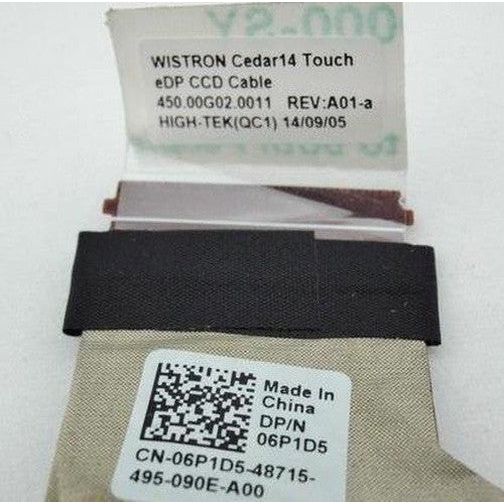 WISTRON Cedar14 Touch
eDP CCD Cable
450.00G02.0011 REV:A01-a
HIGH-TEK(QC1) 14/09/05
Made In
China
DP/N
06P1D5
CN-06P1D5-48715-
495-090E-A00